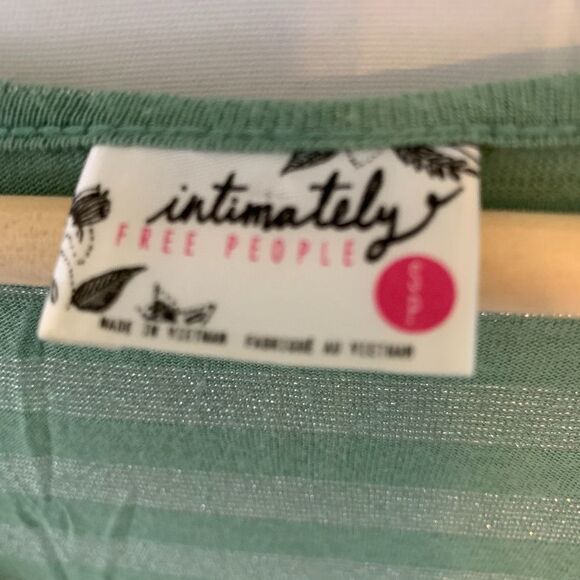 intimately
FREE PEOPLE
MADE IN VIETNAM FABRIQUÉ AU VIETNAM